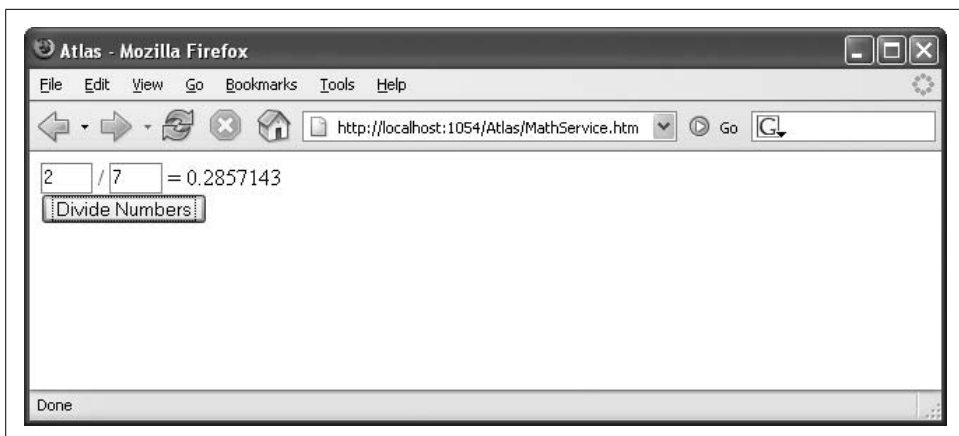 Atlas - Mozilla Firefox
File Edit View Go Bookmarks Tools Help
http://localhost:1054/Atlas/MathService.htm Go G
2 / 7 = 0.2857143
Divide Numbers
Done